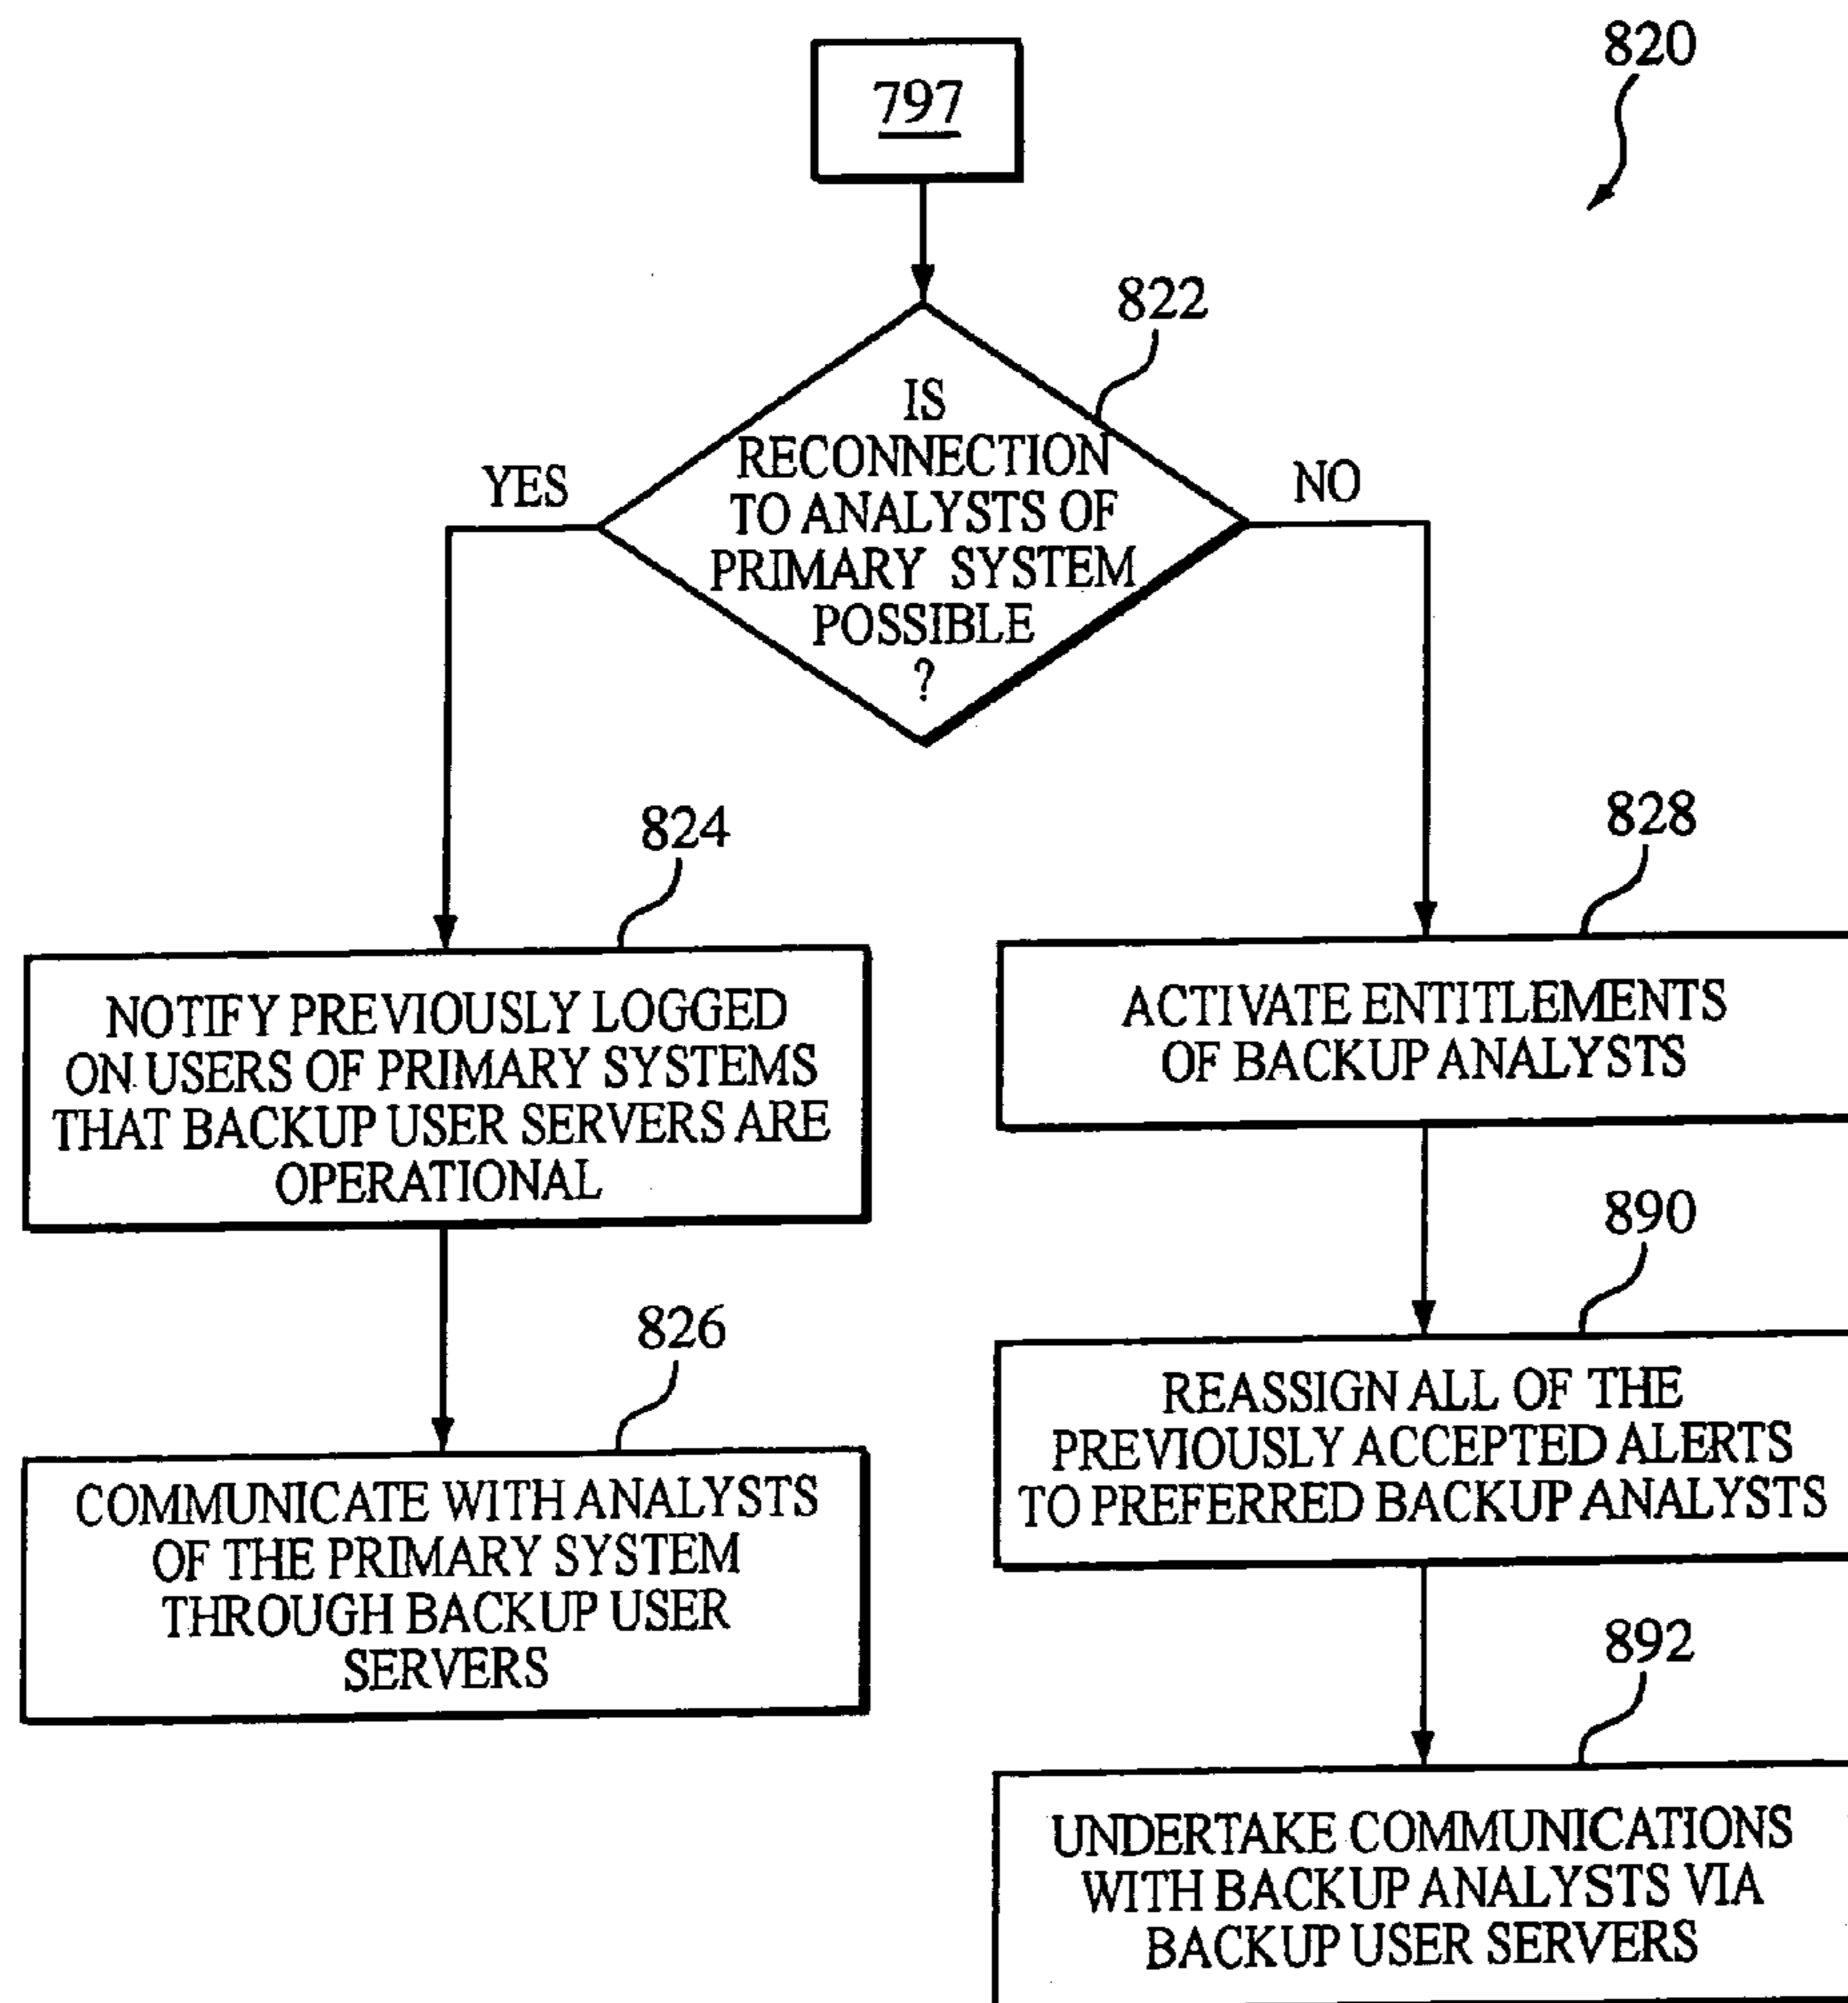 820
797
822
IS
RECONNECTION
TO ANALYSTS OF
PRIMARY SYSTEM
POSSIBLE
?
YES
NO
824
NOTIFY PREVIOUSLY LOGGED
ON USERS OF PRIMARY SYSTEMS
THAT BACKUP USER SERVERS ARE
OPERATIONAL
826
COMMUNICATE WITH ANALYSTS
OF THE PRIMARY SYSTEM
THROUGH BACKUP USER
SERVERS
828
ACTIVATE ENTITLEMENTS
OF BACKUP ANALYSTS
890
REASSIGN ALL OF THE
PREVIOUSLY ACCEPTED ALERTS
TO PREFERRED BACKUP ANALYSTS
892
UNDERTAKE COMMUNICATIONS
WITH BACKUP ANALYSTS VIA
BACKUP USER SERVERS